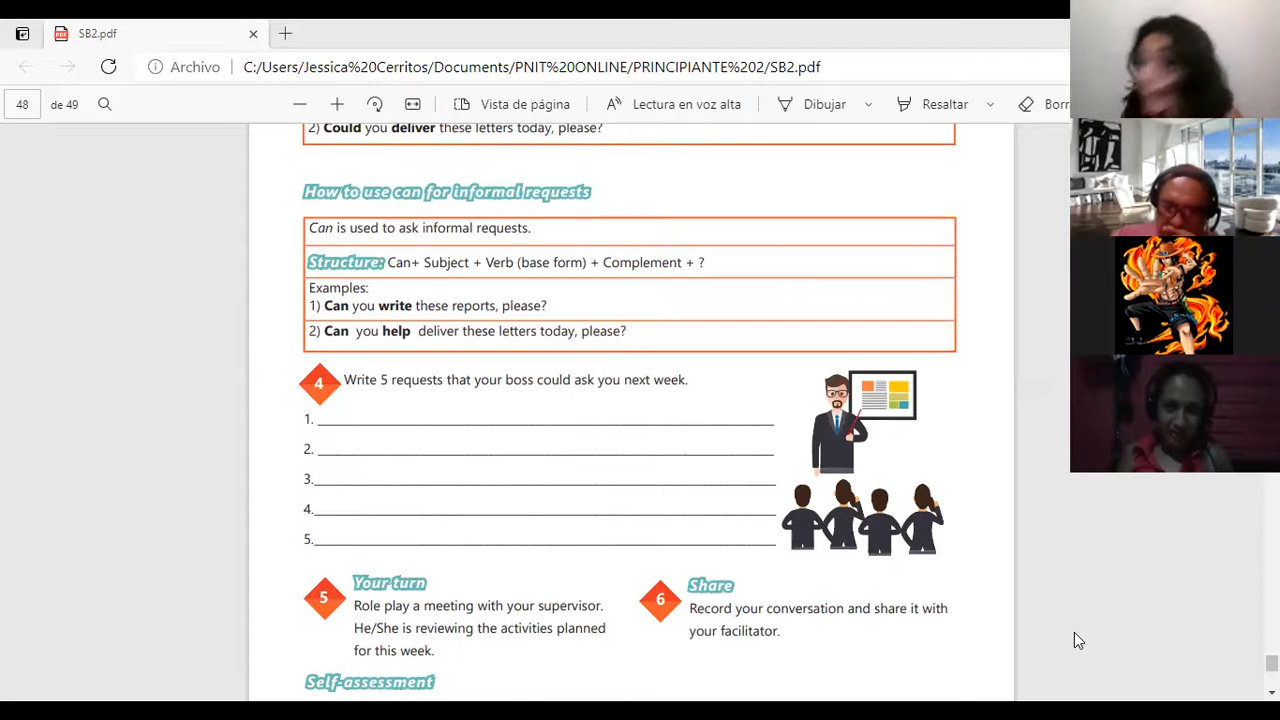 SB2.pdf
Archivo C:/Users/Jessica%20Cerritos/Documents/PNIT%20ONLINE/PRINCIPIANTE%202/SB2.pdf
48 de 49 Vista de página Lectura en voz alta Dibujar Resaltar Borr
2) Could you deliver these letters today, please?
How to use can for informal requests
Can is used to ask informal requests.
Structure: Can+ Subject + Verb (base form) + Complement + ?
Examples:
1) Can you write these reports, please?
2) Can you help deliver these letters today, please?
4 Write 5 requests that your boss could ask you next week.
1.
2.
3.
4.
5.
5 Your turn
Role play a meeting with your supervisor.
He/She is reviewing the activities planned
for this week.
6 Share
Record your conversation and share it with
your facilitator.
Self-assessment